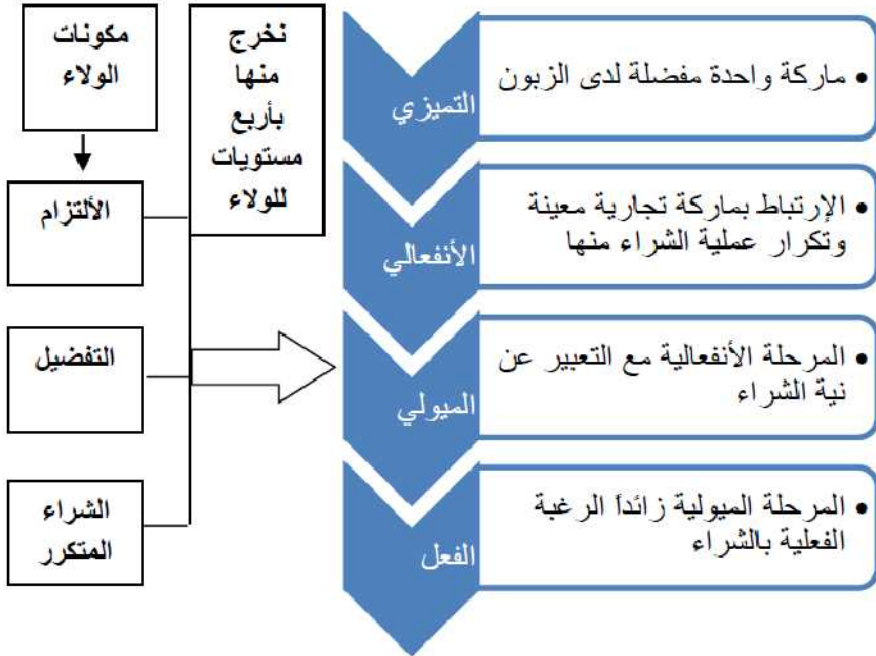 مكونات
الولاء
الألتزام
التفضيل
الشراء
المتكرر
نخرج
منها
بأربع
مستويات
للولاء
التميزي
• ماركة واحدة مفضلة لدى الزبون
الأنفعالي
• الإرتباط بماركة تجارية معينة
وتكرار عملية الشراء منها
الميولي
• المرحلة الأنفعالية مع التعبير عن
نية الشراء
الفعل
• المرحلة الميولية زائداً الرغبة
الفعلية بالشراء